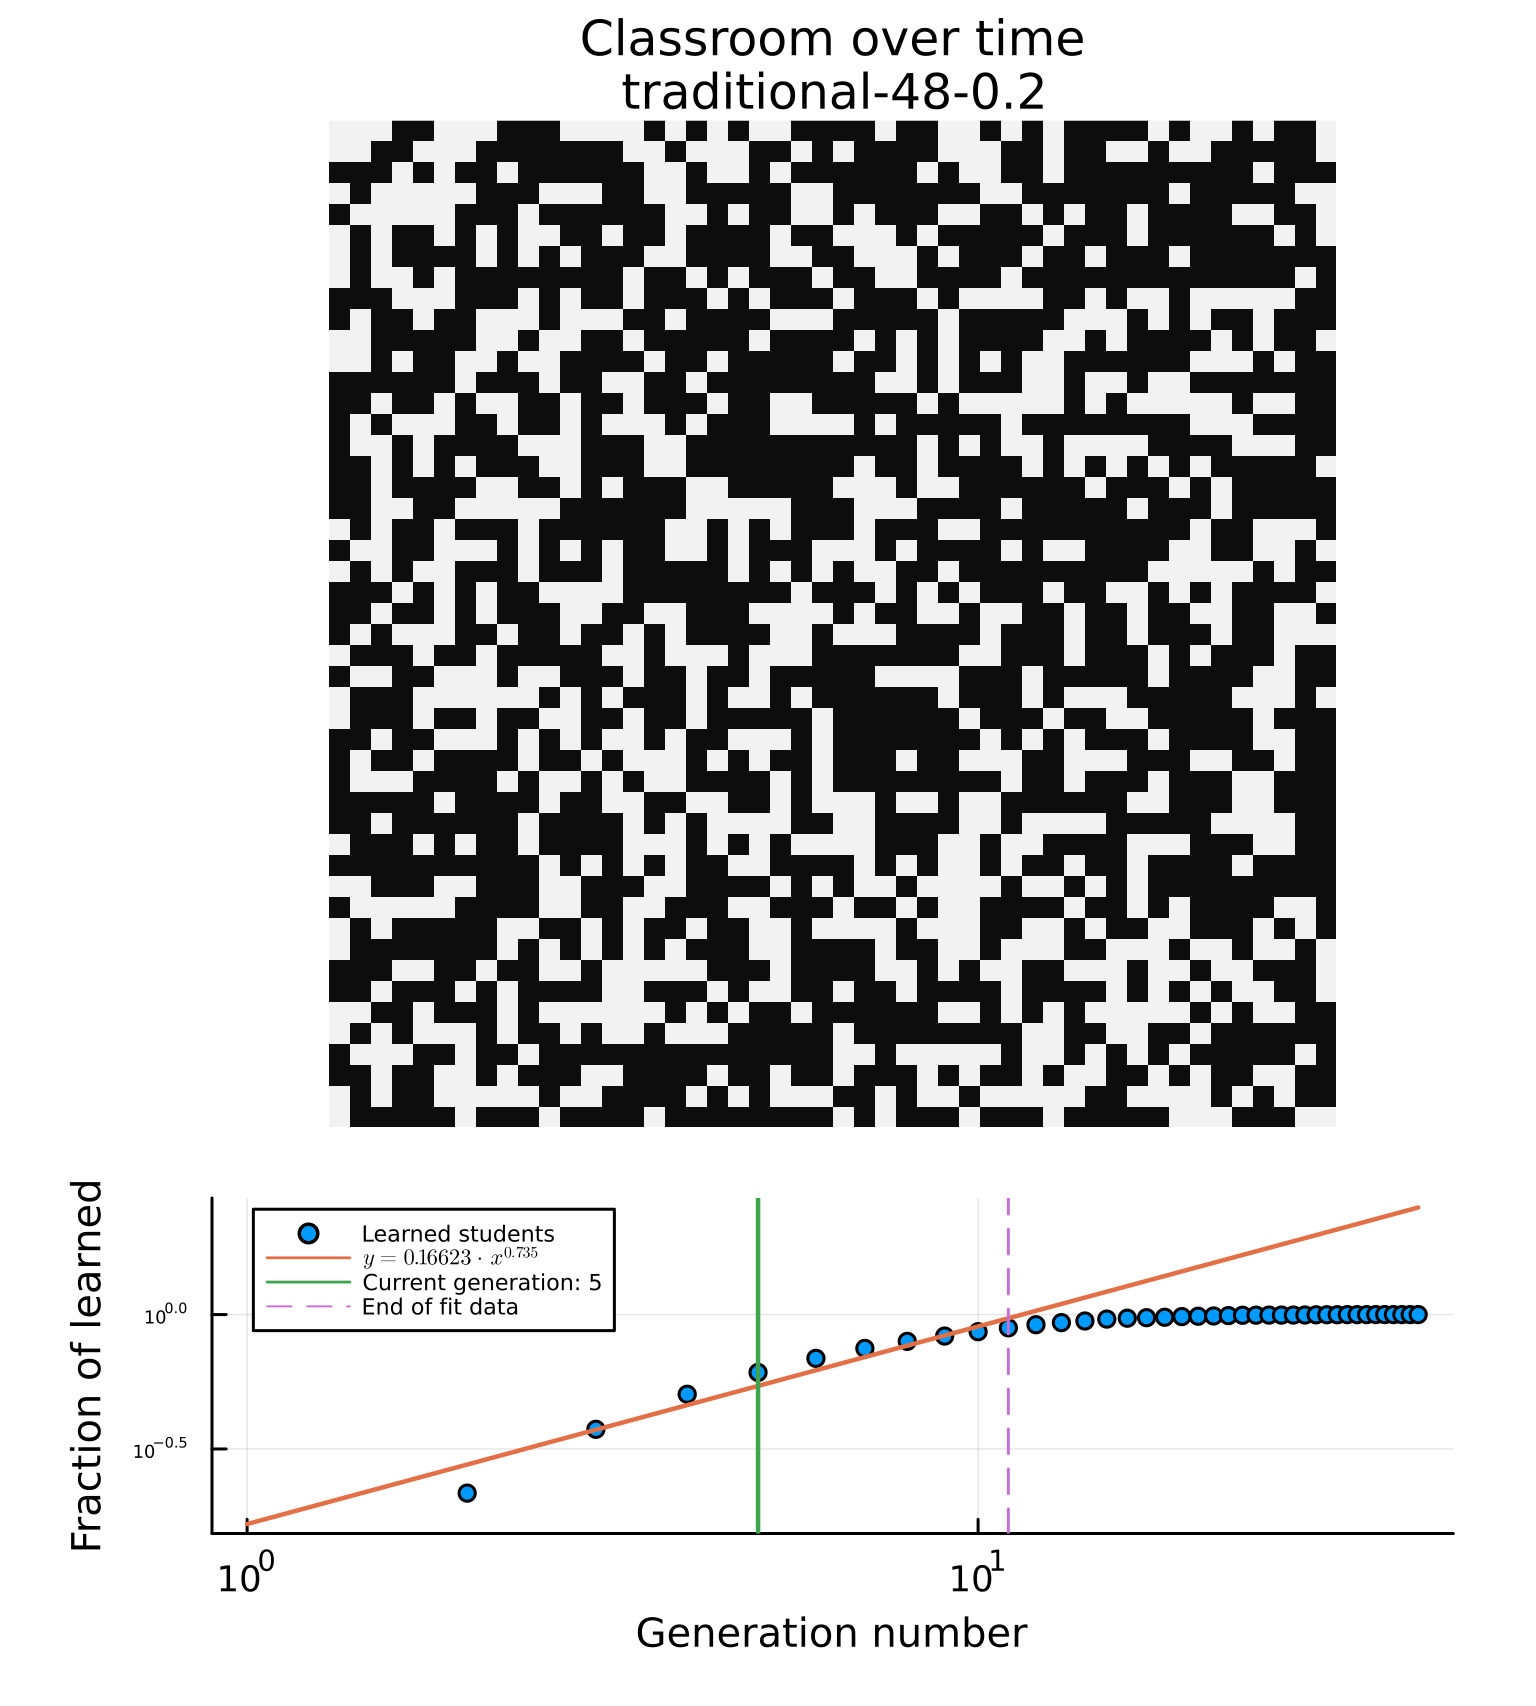 Classroom over time
traditional-48-0.2
Fraction of learned
Learned students
y = 0.16623 · x^0.735
Current generation: 5
End of fit data
10^0.0
10^−0.5
10^0
10^1
Generation number